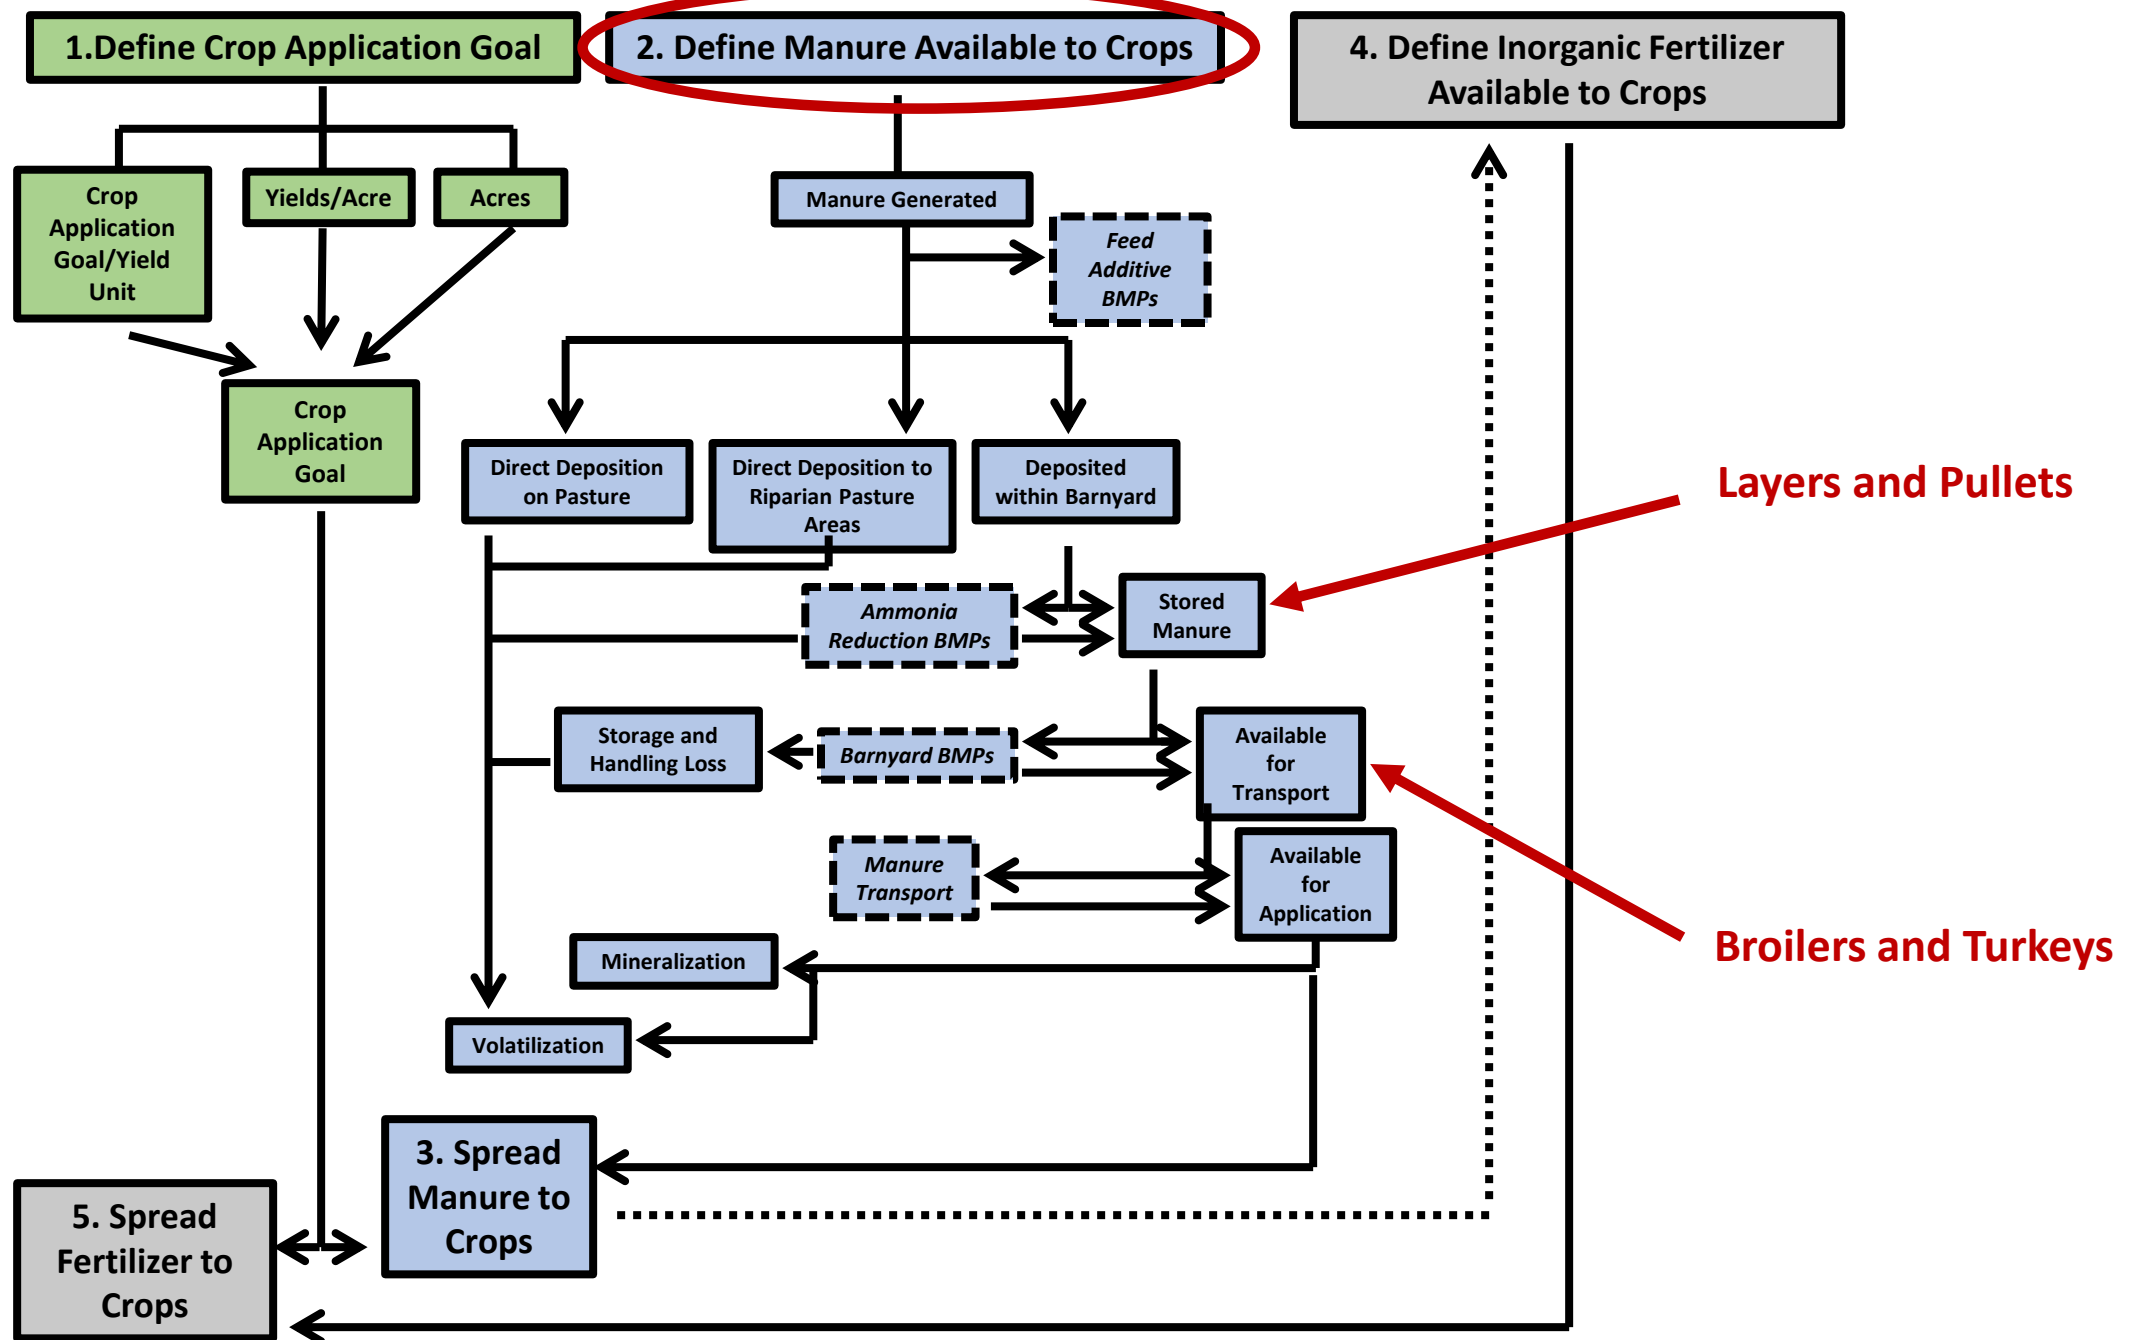 1.Define Crop Application Goal
2. Define Manure Available to Crops
4. Define Inorganic Fertilizer
Available to Crops
Crop
Application
Goal/Yield
Unit
Yields/Acre
Acres
Manure Generated
Feed
Additive
BMPs
Crop
Application
Goal
Direct Deposition
on Pasture
Direct Deposition to
Riparian Pasture
Areas
Deposited
within Barnyard
Layers and Pullets
Ammonia
Reduction BMPs
Stored
Manure
Storage and
Handling Loss
Barnyard BMPs
Available
for
Transport
Manure
Transport
Available
for
Application
Broilers and Turkeys
Mineralization
Volatilization
3. Spread
Manure to
Crops
5. Spread
Fertilizer to
Crops